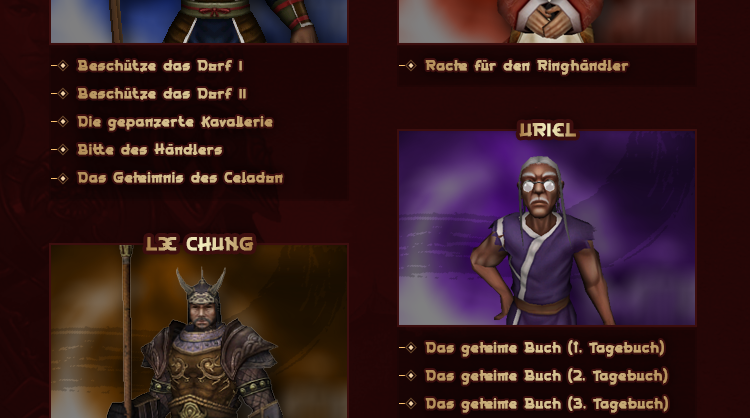 Beschütze das Dorf I
Beschütze das Dorf II
Die gepanzerte Kavallerie
Bitte des Händlers
Das Geheimnis des Celadon
LEE CHUNG
Rache für den Ringhändler
URIEL
Das geheime Buch (1. Tagebuch)
Das geheime Buch (2. Tagebuch)
Das geheime Buch (3. Tagebuch)